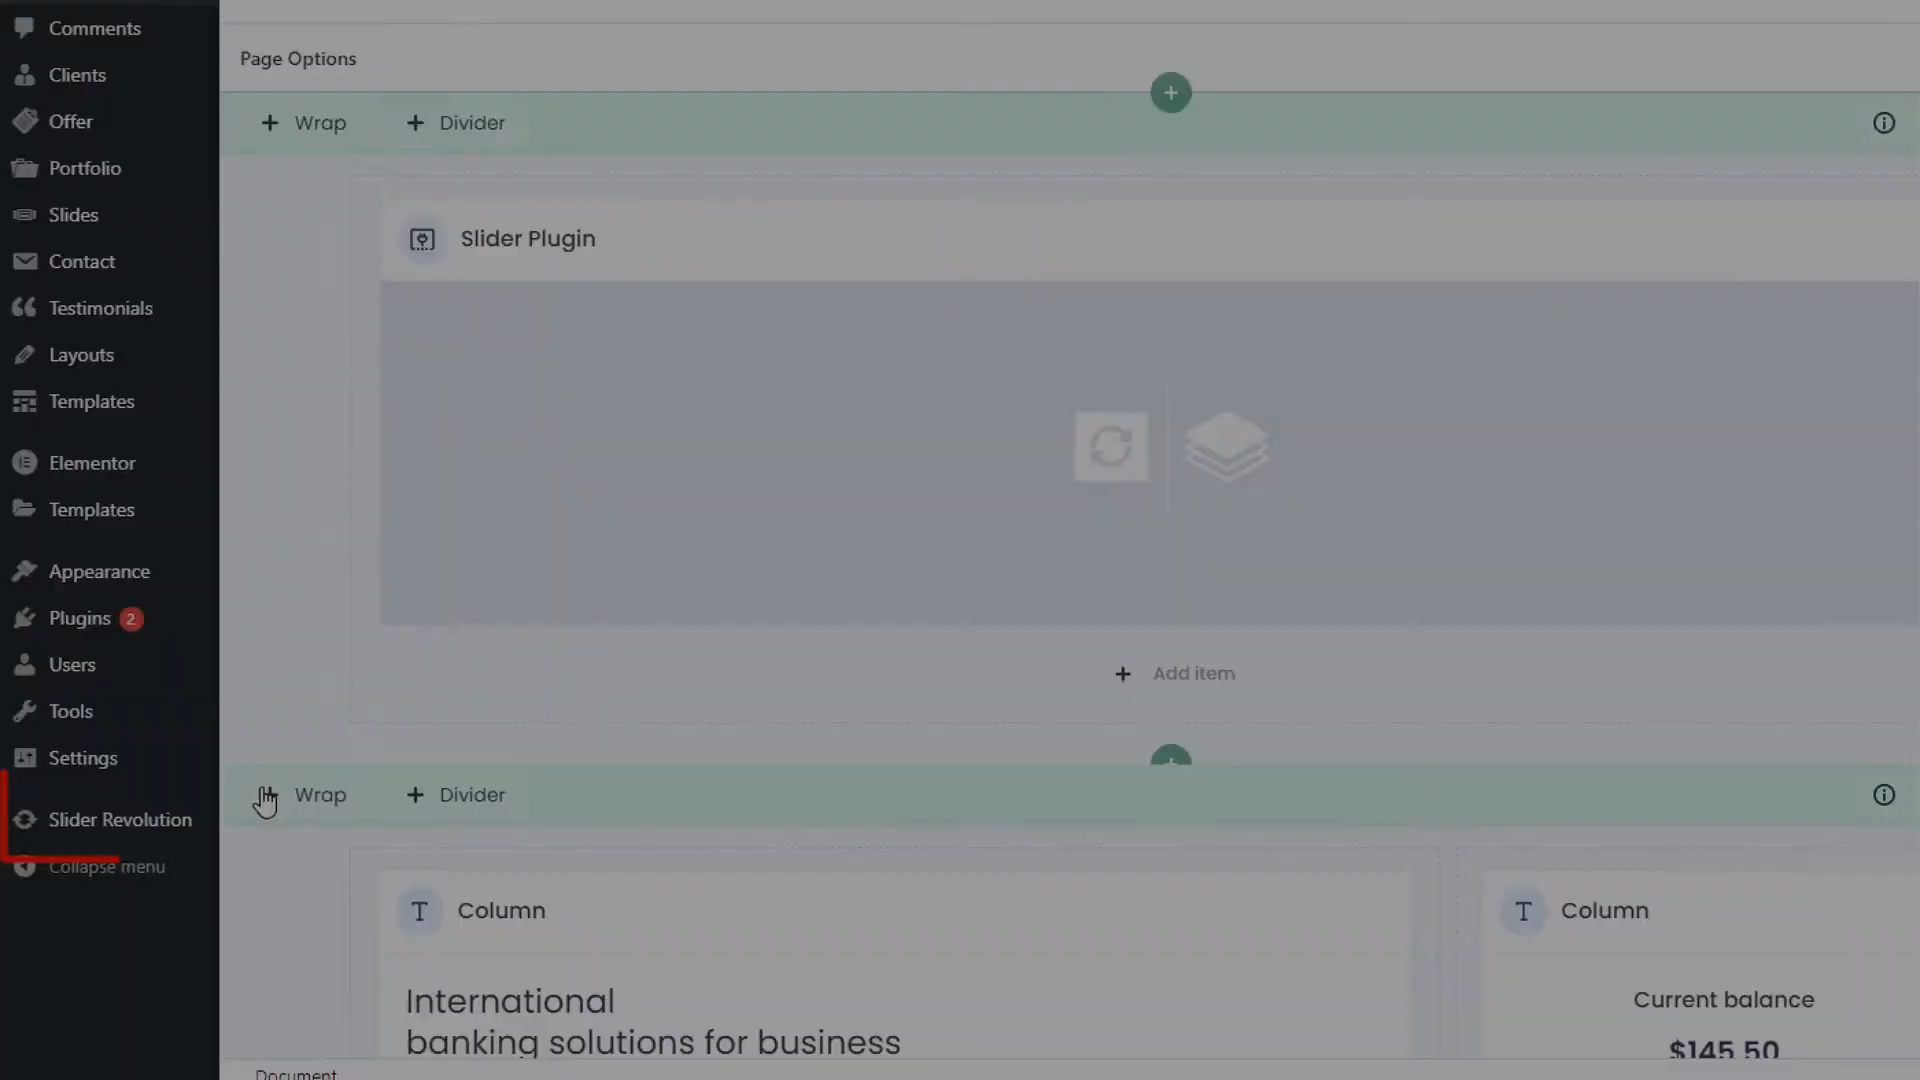 Comments
Clients
Offer
Portfolio
Slides
Contact
Testimonials
Layouts
Templates
Elementor
Templates
Appearance
Plugins 2
Users
Tools
Settings
Slider Revolution
Collapse menu
Page Options
+ Wrap + Divider
Slider Plugin
+ Add item
Wrap + Divider
T Column
International
banking solutions for business
T Column
Current balance
$145.50
Document